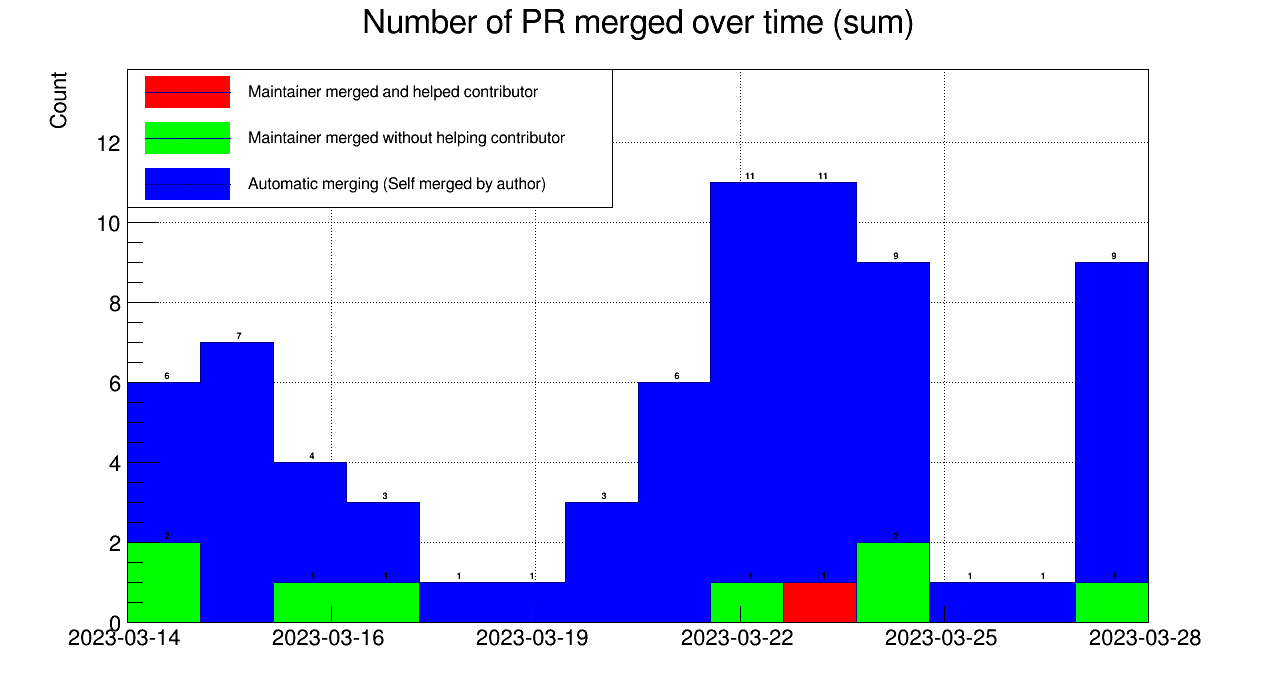 Number of PR merged over time (sum)
Count
Maintainer merged and helped contributor
Maintainer merged without helping contributor
Automatic merging (Self merged by author)
12
11 11
10
9 9
8
7
6 6 6
4 4
3 3
2 2 2
1 1 1 1 1 1 1 1 1
0
2023-03-14 2023-03-16 2023-03-19 2023-03-22 2023-03-25 2023-03-28